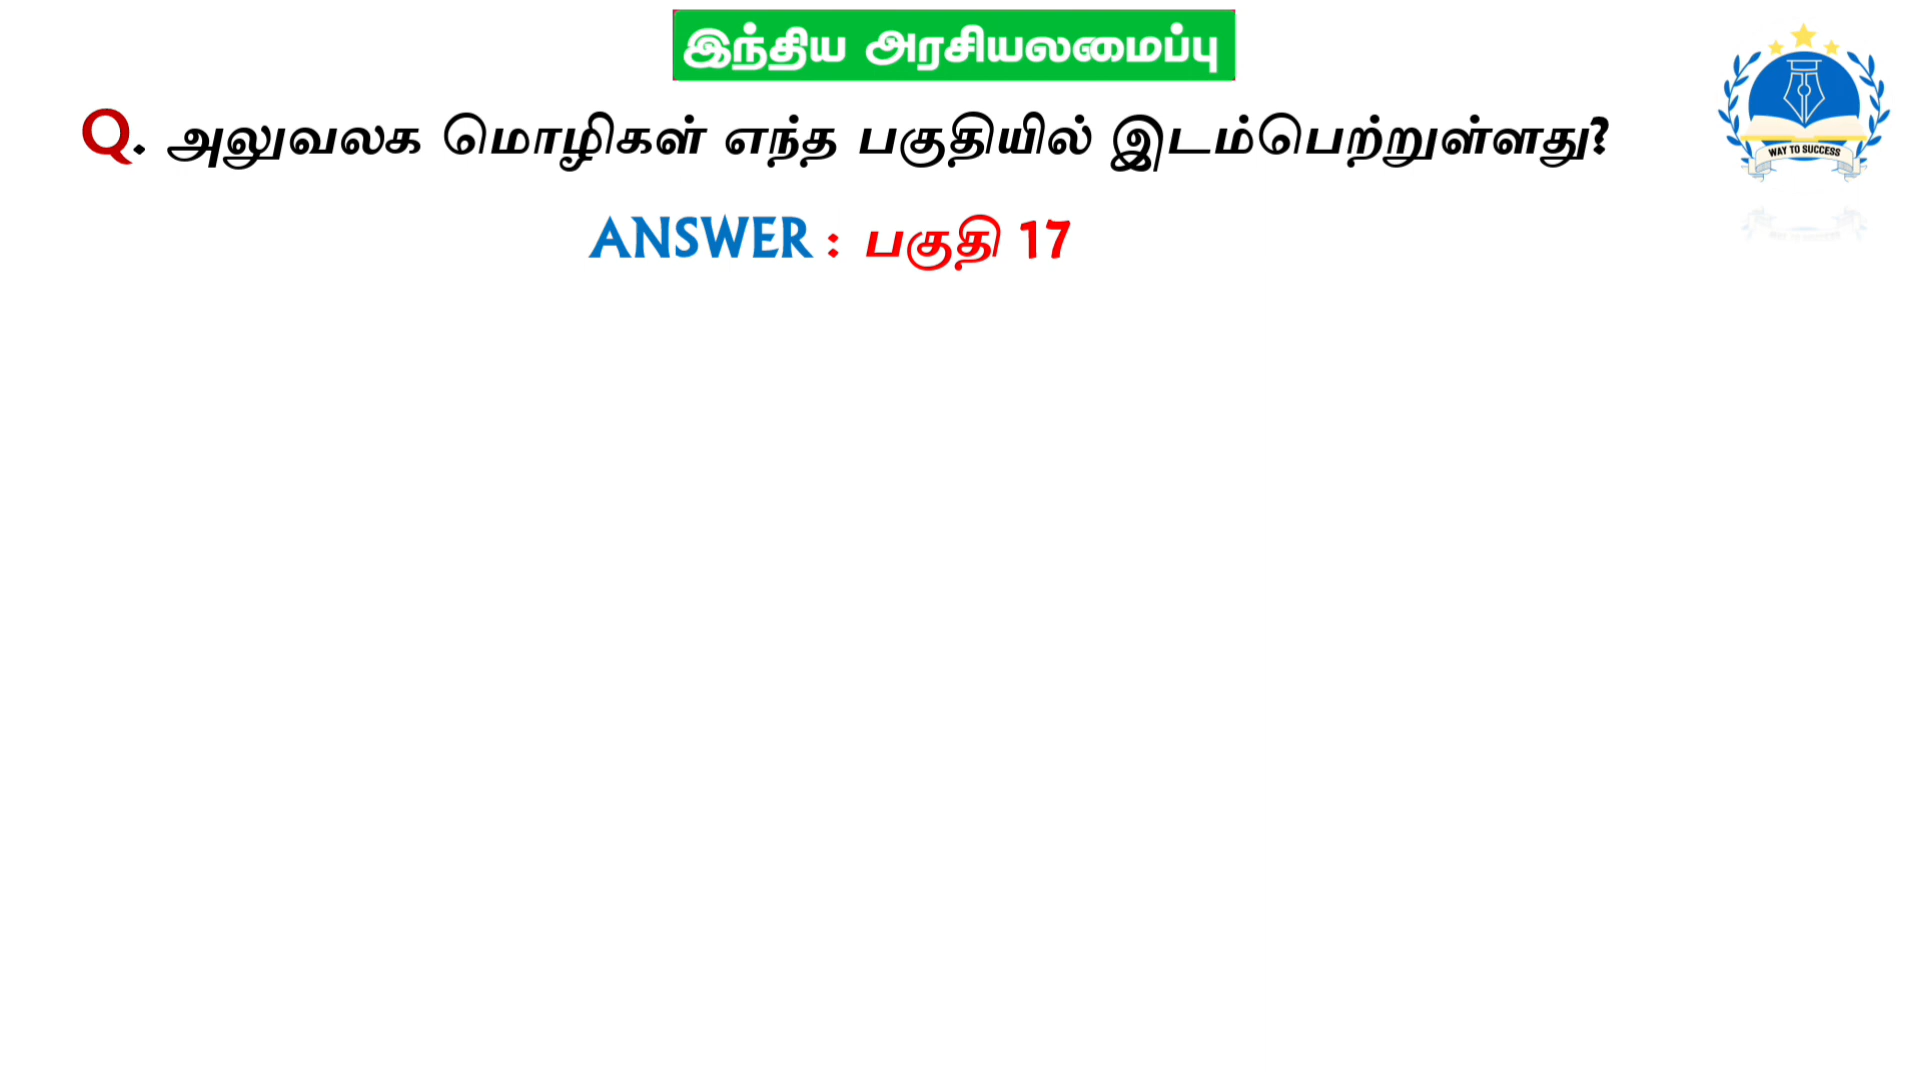 இந்திய அரசியலமைப்பு
Q. அலுவலக மொழிகள் எந்த பகுதியில் இடம்பெற்றுள்ளது?
WAY TO SUCCESS
ANSWER : பகுதி 17